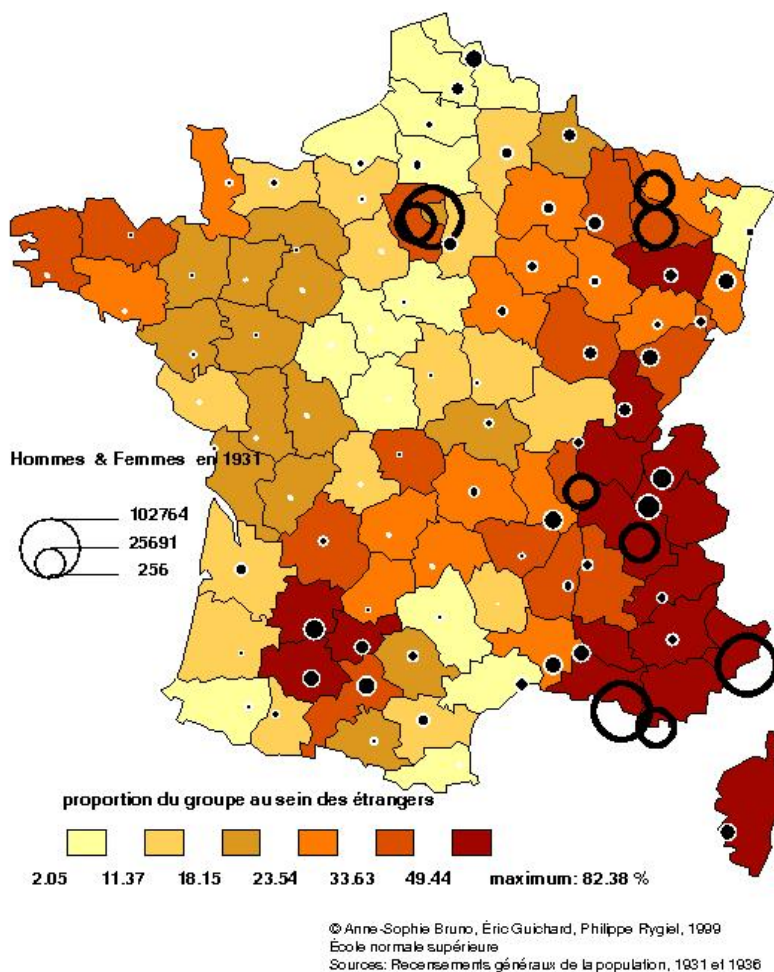 Hommes & Femmes en 1931
102764
25691
256
proportion du groupe au sein des étrangers
2.05 11.37 18.15 23.54 33.63 49.44 maximum: 82.38 %
© Anne-Sophie Bruno, Éric Guichard, Philippe Rygiel, 1999
École normale supérieure
Sources: Recensements généraux de la population, 1931 et 1936